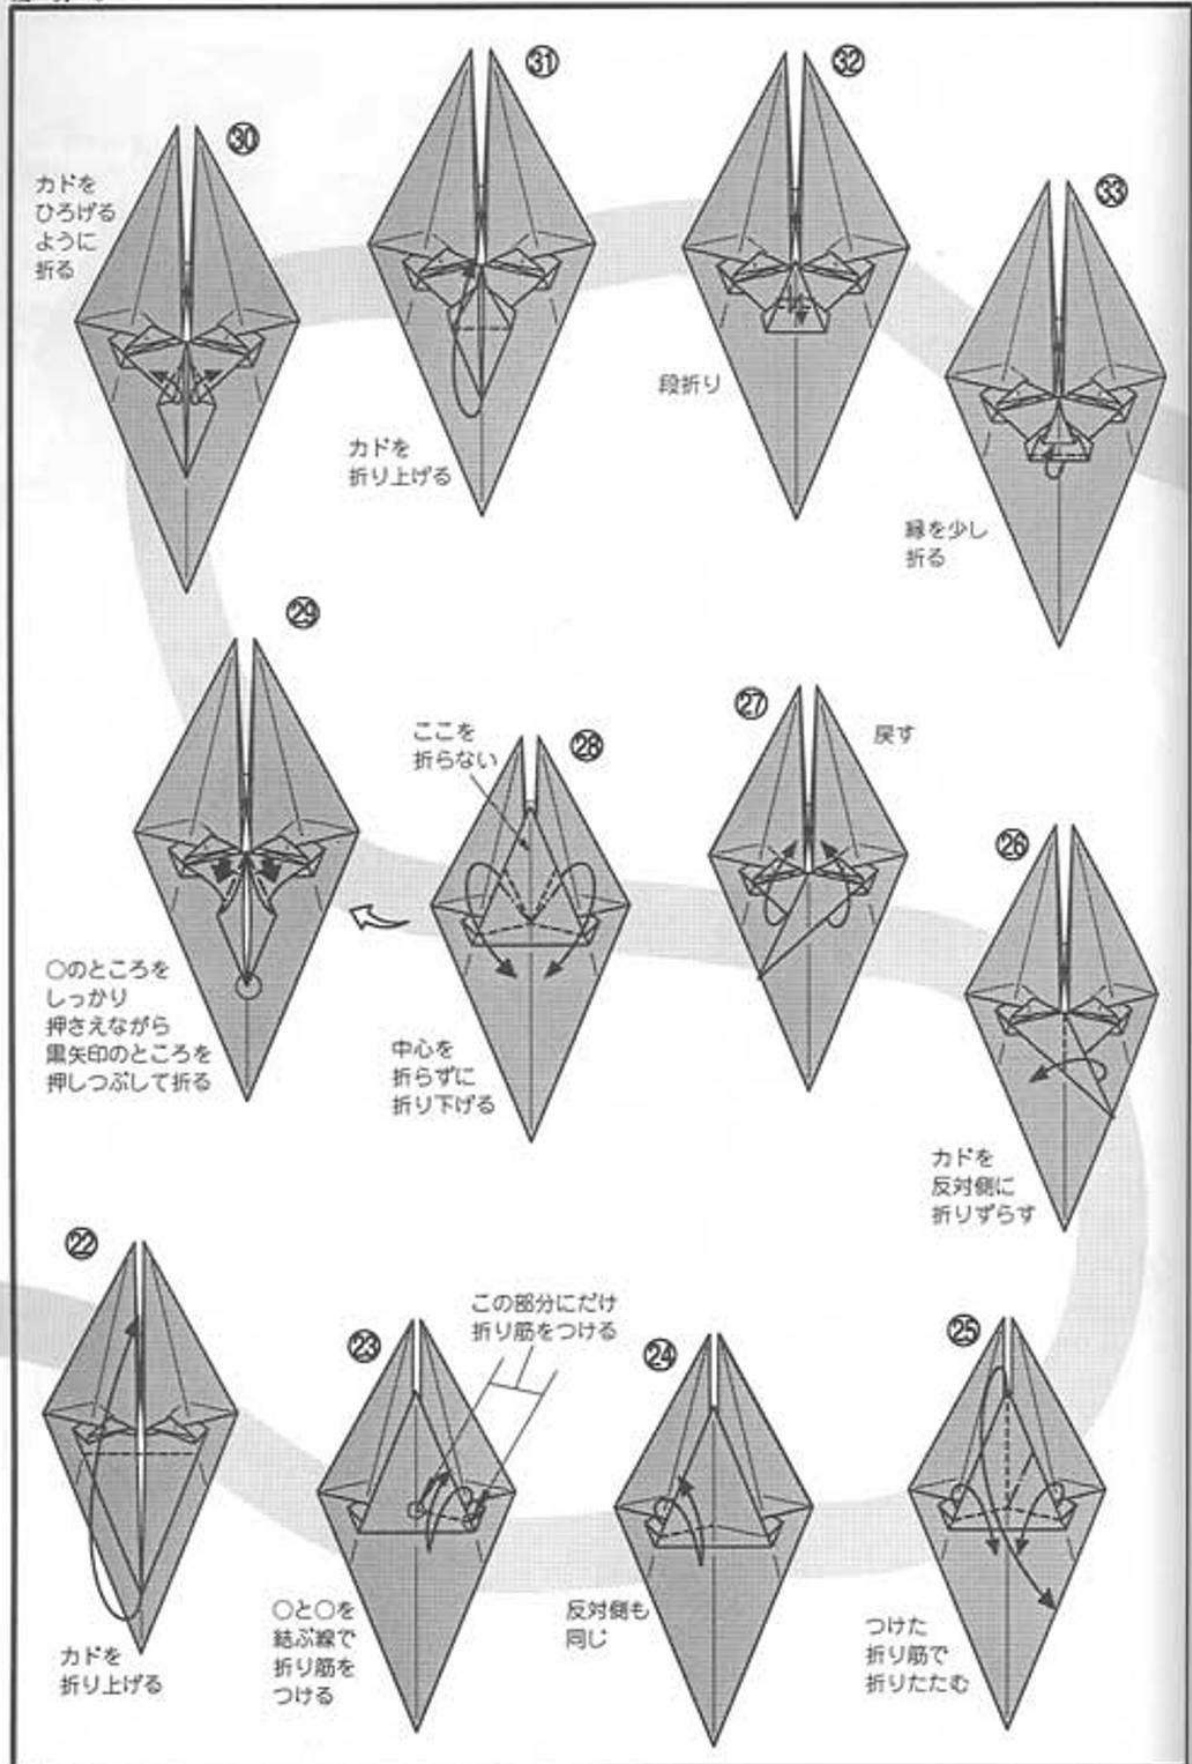 ㉒
カドを
折り上げる
㉓
この部分にだけ
折り筋をつける
○と○を
結ぶ線で
折り筋を
つける
㉔
反対側も
同じ
㉕
つけた
折り筋で
折りたたむ
㉖
カドを
反対側に
折りずらす
㉗
戻す
㉘
ここを
折らない
中心を
折らずに
折り下げる
㉙
○のところを
しっかり
押さえながら
黒矢印のところを
押しつぶして折る
㉚
カドを
ひろげる
ように
折る
㉛
カドを
折り上げる
㉜
段折り
㉝
縁を少し
折る